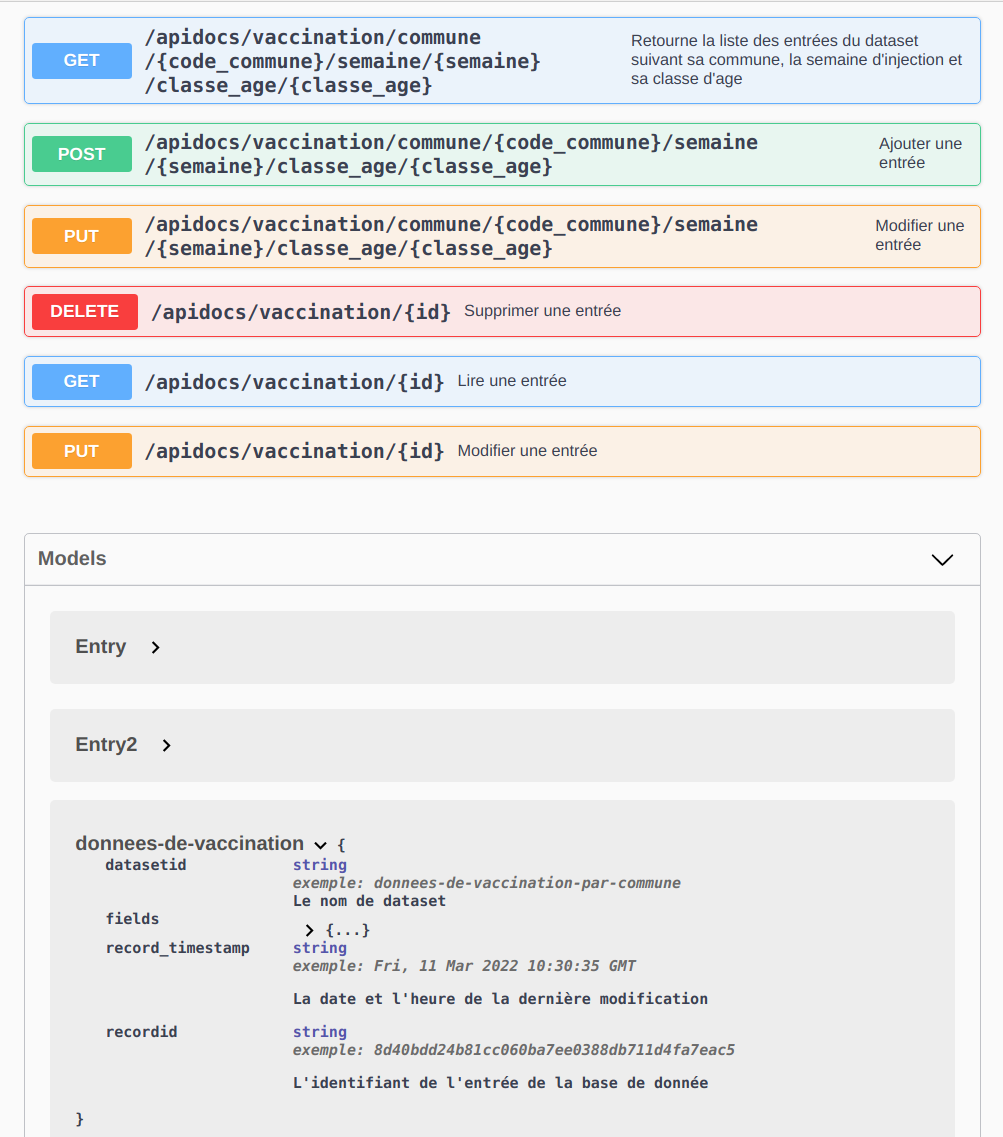 GET
/apidocs/vaccination/commune
/{code_commune}/semaine/{semaine}
/classe_age/{classe_age}
Retourne la liste des entrées du dataset
suivant sa commune, la semaine d'injection et
sa classe d'age
POST
/apidocs/vaccination/commune/{code_commune}/semaine
/{semaine}/classe_age/{classe_age}
Ajouter une
entrée
PUT
/apidocs/vaccination/commune/{code_commune}/semaine
/{semaine}/classe_age/{classe_age}
Modifier une
entrée
DELETE /apidocs/vaccination/{id} Supprimer une entrée
GET /apidocs/vaccination/{id} Lire une entrée
PUT /apidocs/vaccination/{id} Modifier une entrée
Models
Entry
Entry2
donnees-de-vaccination {
datasetid string
exemple: donnees-de-vaccination-par-commune
Le nom de dataset
fields {...}
record_timestamp string
exemple: Fri, 11 Mar 2022 10:30:35 GMT
La date et l'heure de la dernière modification
recordid string
exemple: 8d40bdd24b81cc060ba7ee0388db711d4fa7eac5
L'identifiant de l'entrée de la base de donnée
}